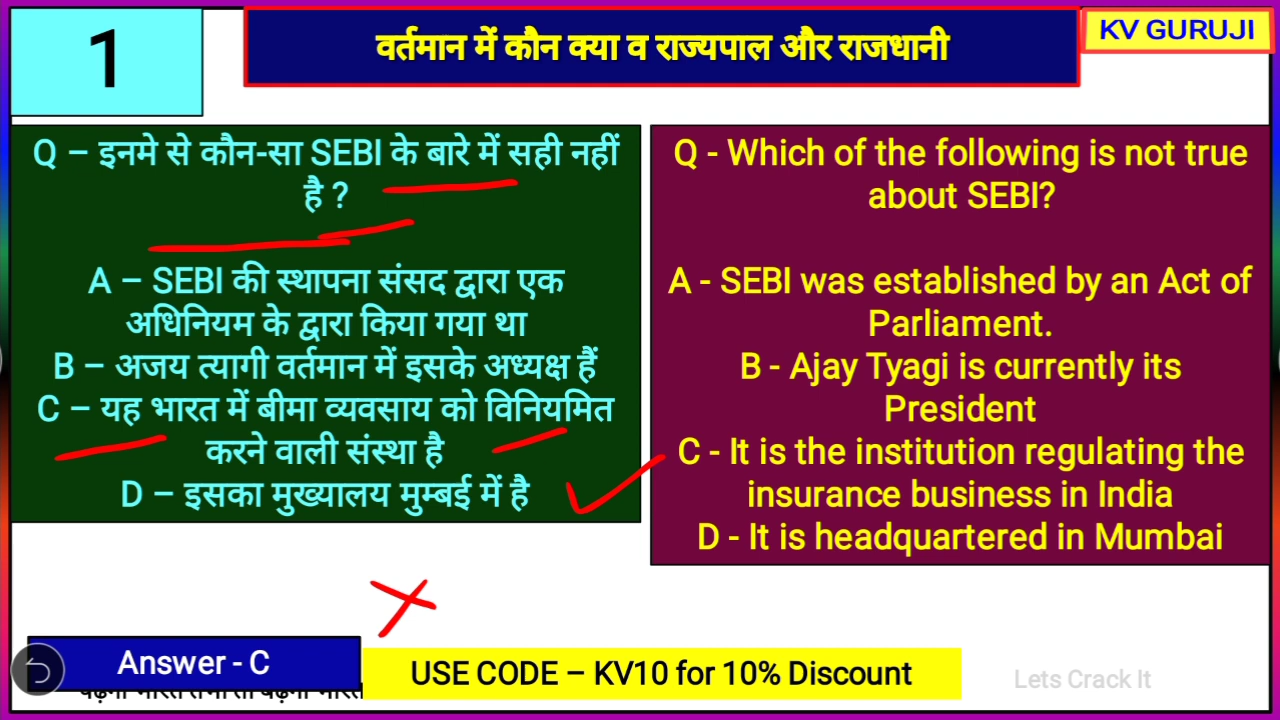 1
वर्तमान में कौन क्या व राज्यपाल और राजधानी
KV GURUJI
Q – इनमे से कौन-सा SEBI के बारे में सही नहीं
है ?
A – SEBI की स्थापना संसद द्वारा एक
अधिनियम के द्वारा किया गया था
B – अजय त्यागी वर्तमान में इसके अध्यक्ष हैं
C – यह भारत में बीमा व्यवसाय को विनियमित
करने वाली संस्था है
D – इसका मुख्यालय मुम्बई में है
Q - Which of the following is not true
about SEBI?
A - SEBI was established by an Act of
Parliament.
B - Ajay Tyagi is currently its
President
C - It is the institution regulating the
insurance business in India
D - It is headquartered in Mumbai
Answer - C
USE CODE – KV10 for 10% Discount
Lets Crack It